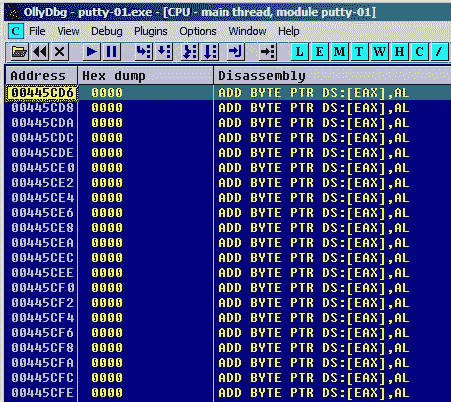 OllyDbg - putty-01.exe - [CPU - main thread, module putty-01]
C File View Debug Plugins Options Window Help
L E M T W H C /
Address Hex dump Disassembly
00445CD6 0000 ADD BYTE PTR DS:[EAX],AL
00445CD8 0000 ADD BYTE PTR DS:[EAX],AL
00445CDA 0000 ADD BYTE PTR DS:[EAX],AL
00445CDC 0000 ADD BYTE PTR DS:[EAX],AL
00445CDE 0000 ADD BYTE PTR DS:[EAX],AL
00445CE0 0000 ADD BYTE PTR DS:[EAX],AL
00445CE2 0000 ADD BYTE PTR DS:[EAX],AL
00445CE4 0000 ADD BYTE PTR DS:[EAX],AL
00445CE6 0000 ADD BYTE PTR DS:[EAX],AL
00445CE8 0000 ADD BYTE PTR DS:[EAX],AL
00445CEA 0000 ADD BYTE PTR DS:[EAX],AL
00445CEC 0000 ADD BYTE PTR DS:[EAX],AL
00445CEE 0000 ADD BYTE PTR DS:[EAX],AL
00445CF0 0000 ADD BYTE PTR DS:[EAX],AL
00445CF2 0000 ADD BYTE PTR DS:[EAX],AL
00445CF4 0000 ADD BYTE PTR DS:[EAX],AL
00445CF6 0000 ADD BYTE PTR DS:[EAX],AL
00445CF8 0000 ADD BYTE PTR DS:[EAX],AL
00445CFA 0000 ADD BYTE PTR DS:[EAX],AL
00445CFC 0000 ADD BYTE PTR DS:[EAX],AL
00445CFE 0000 ADD BYTE PTR DS:[EAX],AL